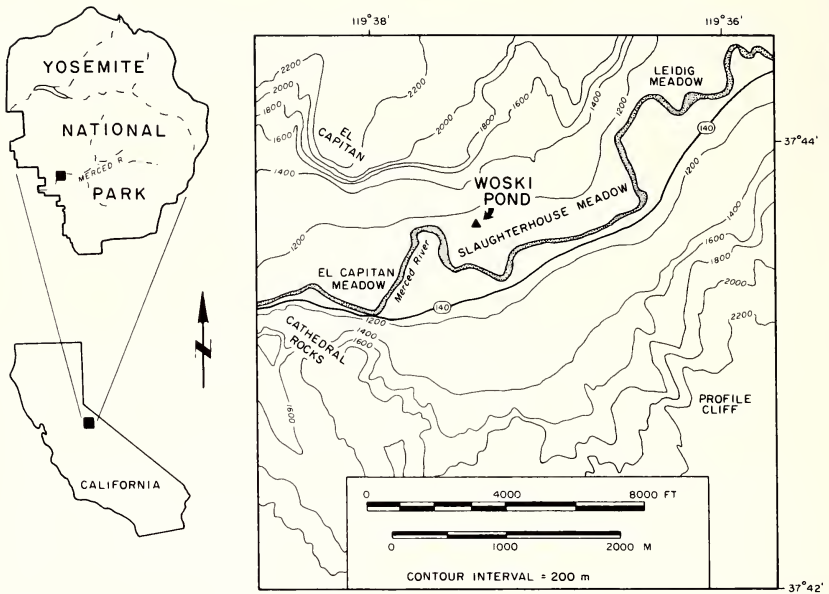 YOSEMITE
NATIONAL
MERCED R
PARK
CALIFORNIA
119° 38'
119° 36'
37° 44'
37° 42'
2200
2000
1800
1600
1400
EL
CAPITAN
2200
2000
1800
1600
1400
1200
LEIDIG
MEADOW
140
1200
WOSKI
POND
SLAUGHTERHOUSE MEADOW
1200
EL CAPITAN
MEADOW
Merced River
140
1200
1400
1600
CATHEDRAL
ROCKS
1600
1400
1600
1800
2000
2200
PROFILE
CLIFF
0 4000 8000 FT
0 1000 2000 M
CONTOUR INTERVAL = 200 m